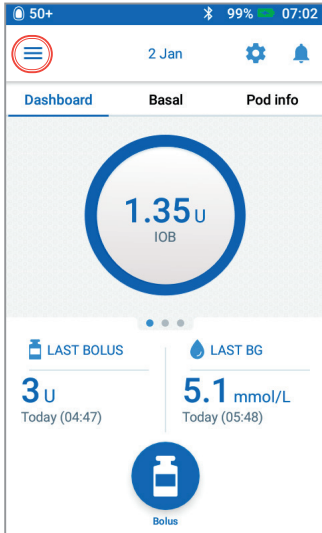 50+ 99% 07:02
2 Jan
Dashboard Basal Pod info
1.35 U
IOB
LAST BOLUS
3 U
Today (04:47)
LAST BG
5.1 mmol/L
Today (05:48)
Bolus